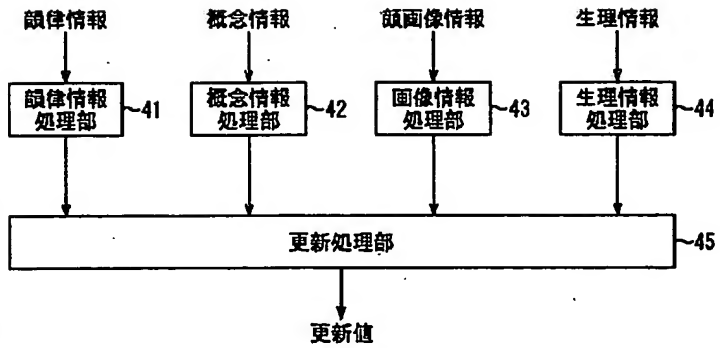 韻律情報 概念情報 顔画像情報 生理情報
韻律情報 概念情報 画像情報 生理情報
処理部 処理部 処理部 処理部
41 42 43 44
更新処理部 45
更新値